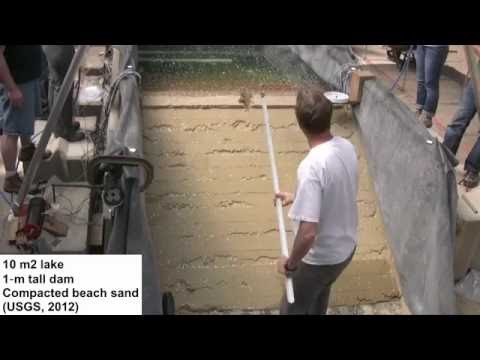 10 m2 lake
1-m tall dam
Compacted beach sand
(USGS, 2012)